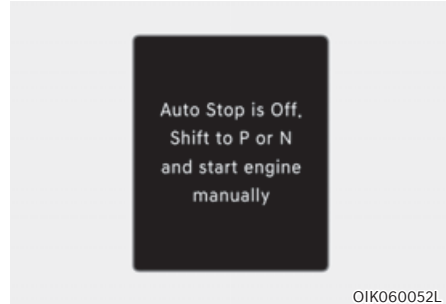 Auto Stop is Off.
Shift to P or N
and start engine
manually
OIK060052L